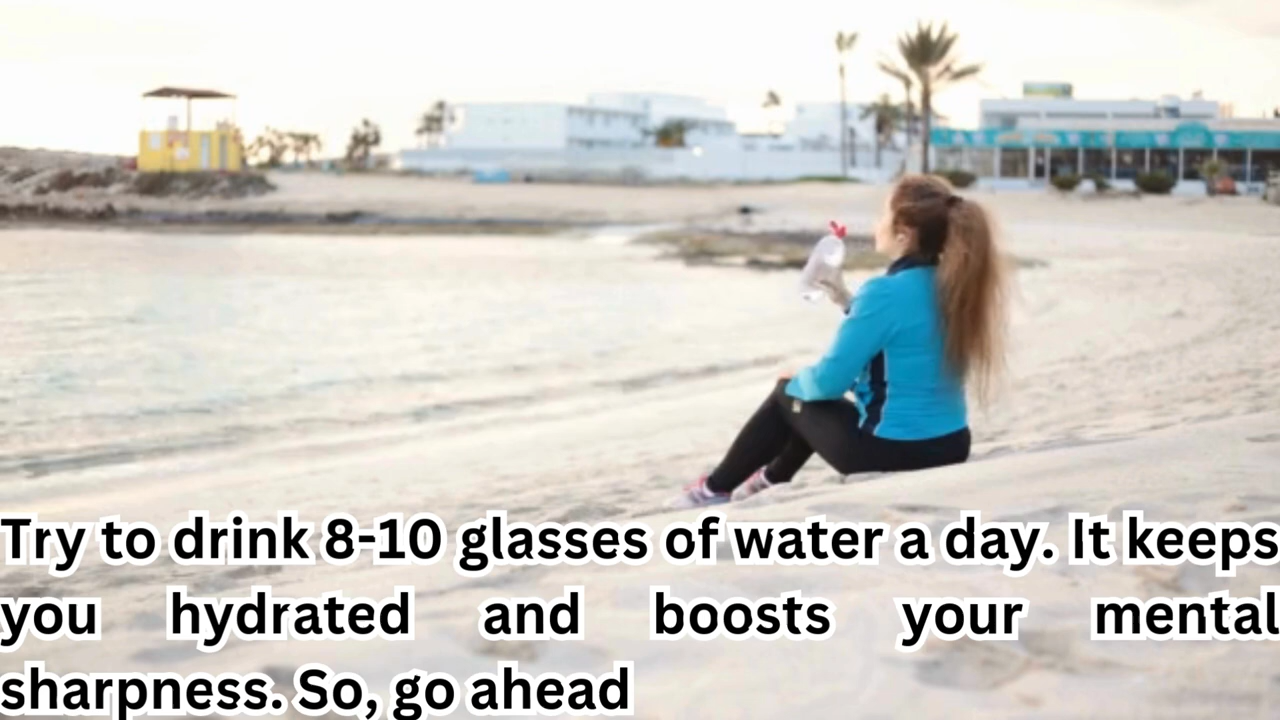 Try to drink 8-10 glasses of water a day. It keeps
you hydrated and boosts your mental
sharpness. So, go ahead